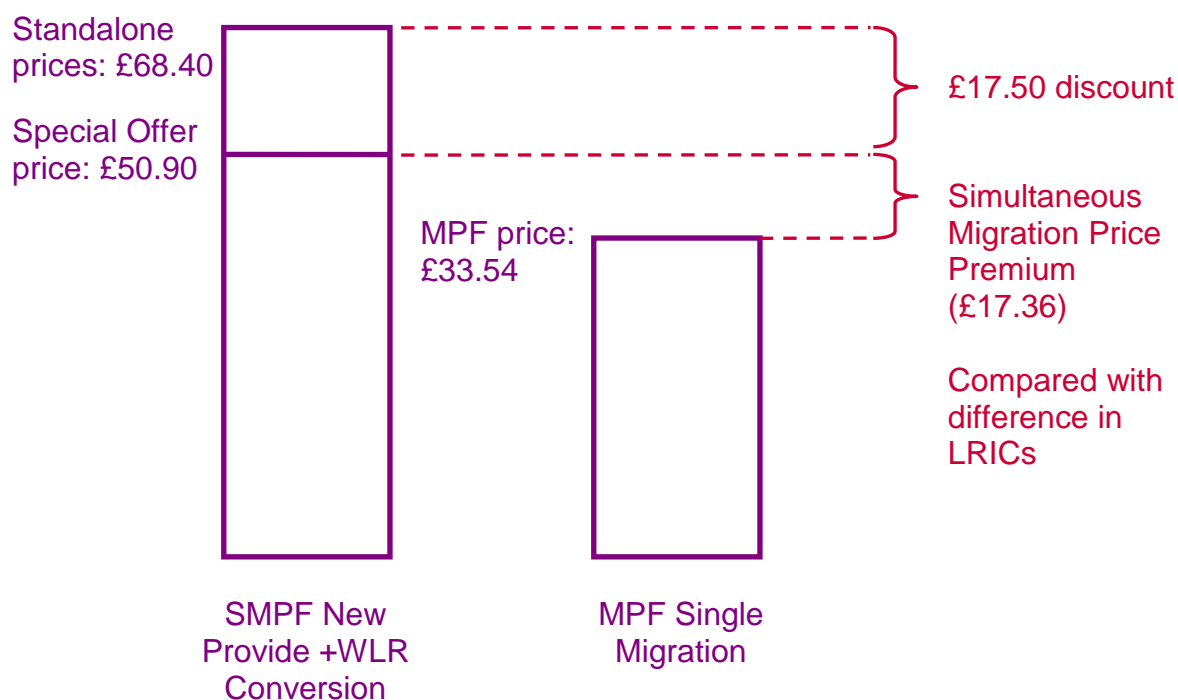 Standalone
prices: £68.40
Special Offer
price: £50.90
MPF price:
£33.54
£17.50 discount
Simultaneous
Migration Price
Premium
(£17.36)
Compared with
difference in
LRICs
SMPF New
Provide +WLR
Conversion
MPF Single
Migration